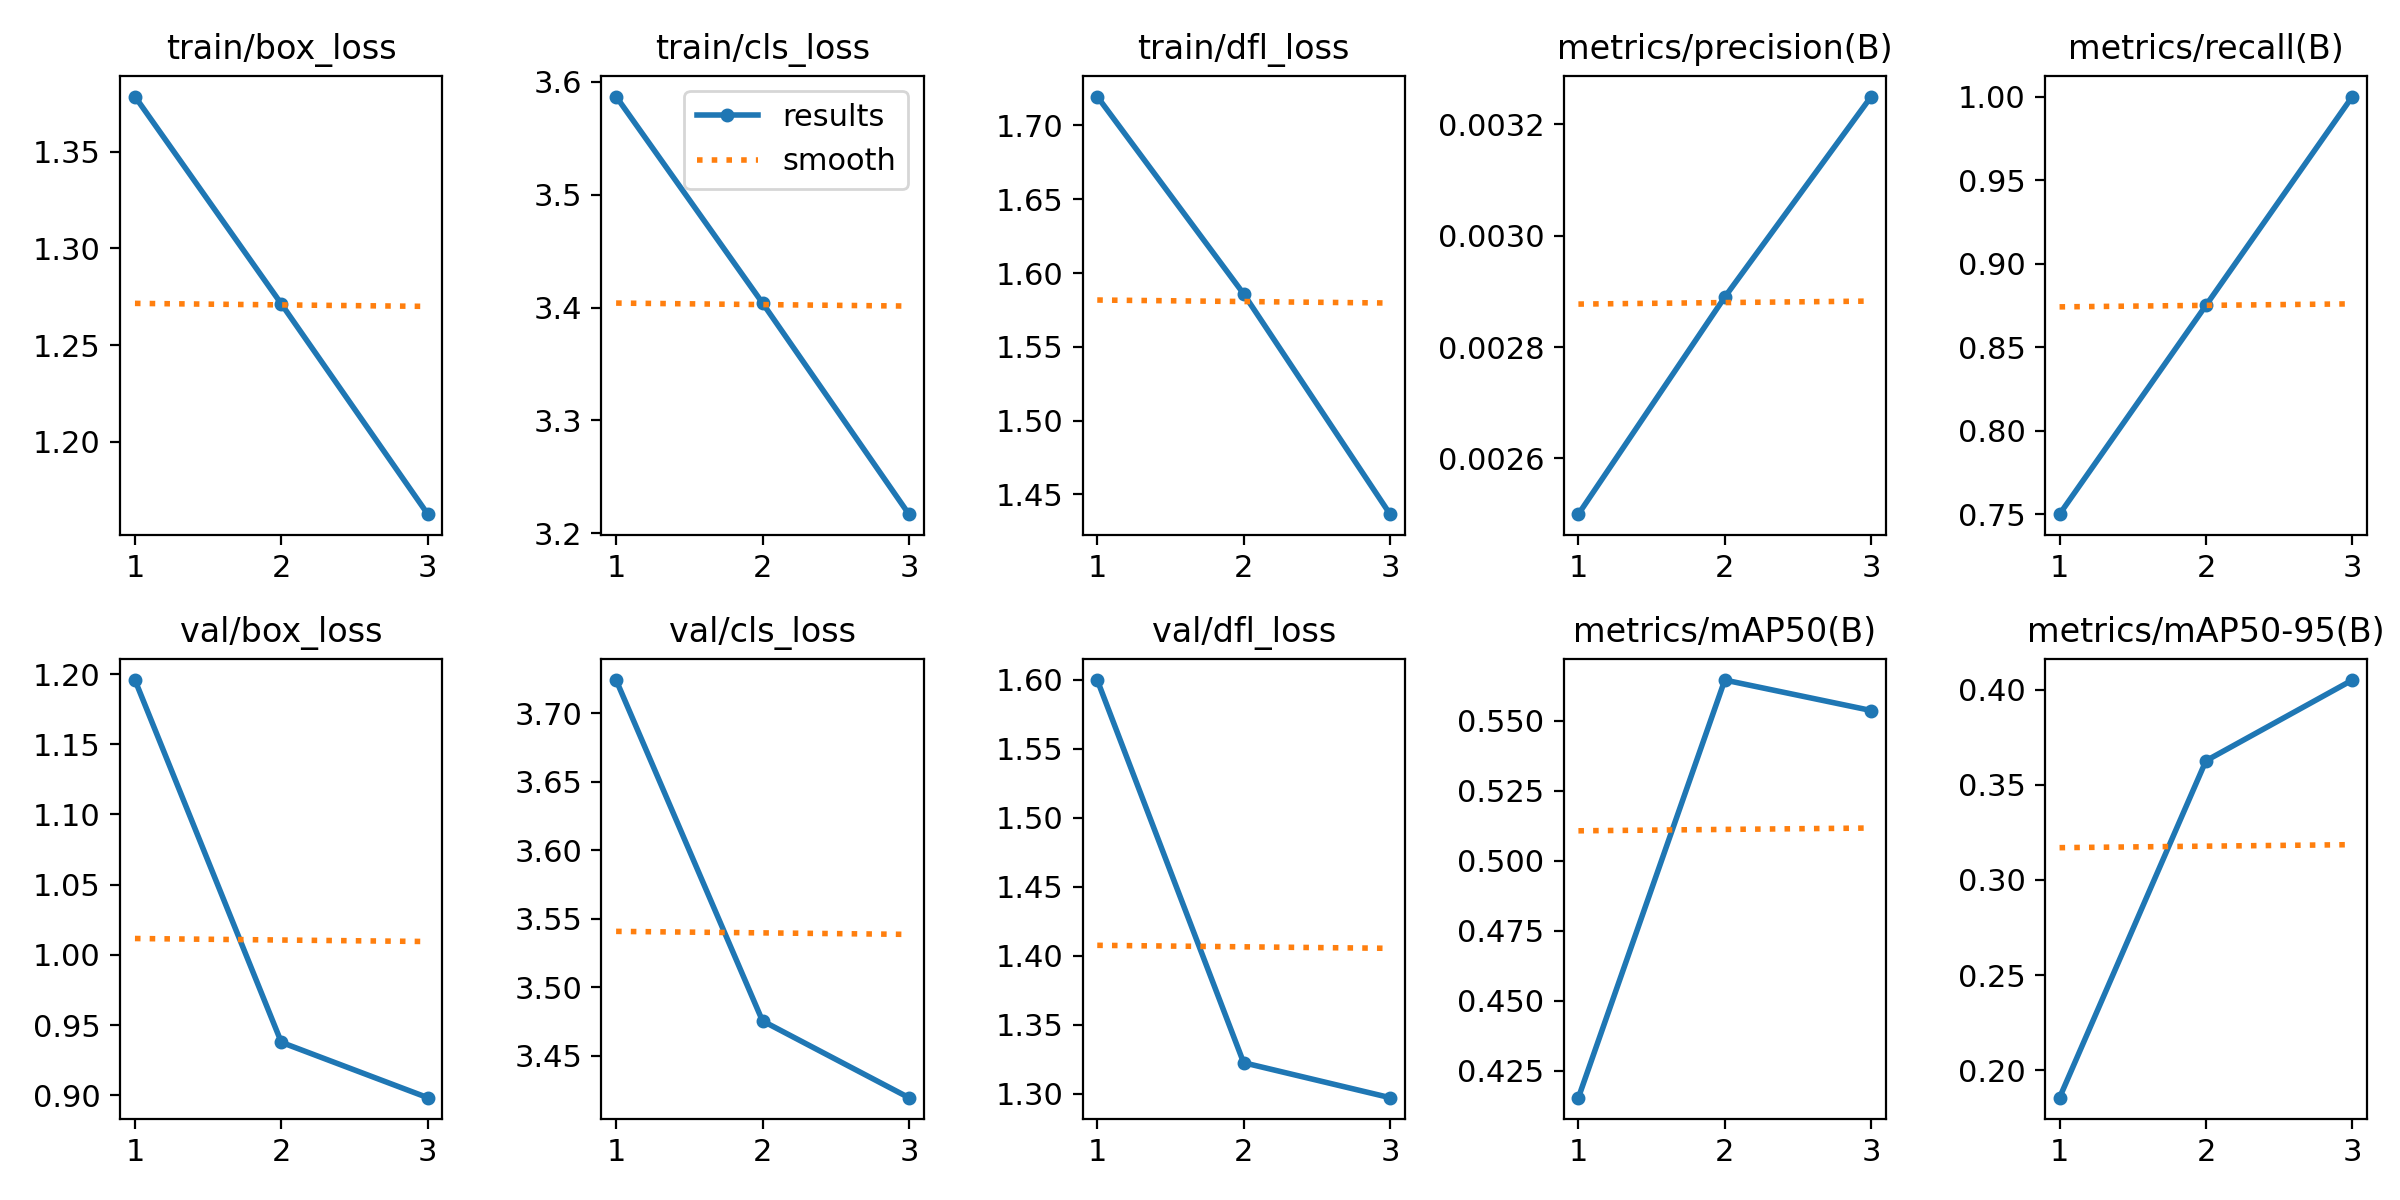 train/box_loss
1.35
1.30
1.25
1.20
1 2 3
train/cls_loss
results
smooth
3.6
3.5
3.4
3.3
3.2
1 2 3
train/dfl_loss
1.70
1.65
1.60
1.55
1.50
1.45
1 2 3
metrics/precision(B)
0.0032
0.0030
0.0028
0.0026
1 2 3
metrics/recall(B)
1.00
0.95
0.90
0.85
0.80
0.75
1 2 3
val/box_loss
1.20
1.15
1.10
1.05
1.00
0.95
0.90
1 2 3
val/cls_loss
3.70
3.65
3.60
3.55
3.50
3.45
1 2 3
val/dfl_loss
1.60
1.55
1.50
1.45
1.40
1.35
1.30
1 2 3
metrics/mAP50(B)
0.550
0.525
0.500
0.475
0.450
0.425
1 2 3
metrics/mAP50-95(B)
0.40
0.35
0.30
0.25
0.20
1 2 3